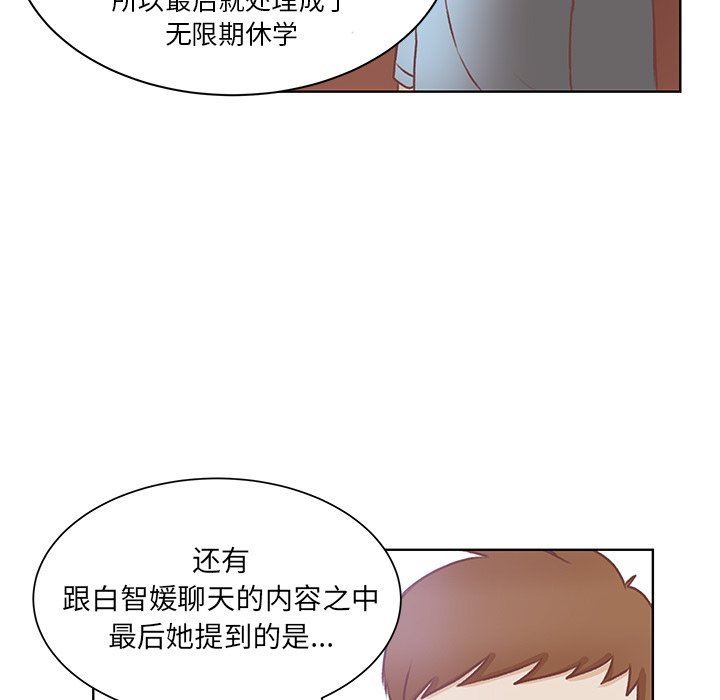 所以最后就处理成了
无限期休学
还有
跟白智媛聊天的内容之中
最后她提到的是...